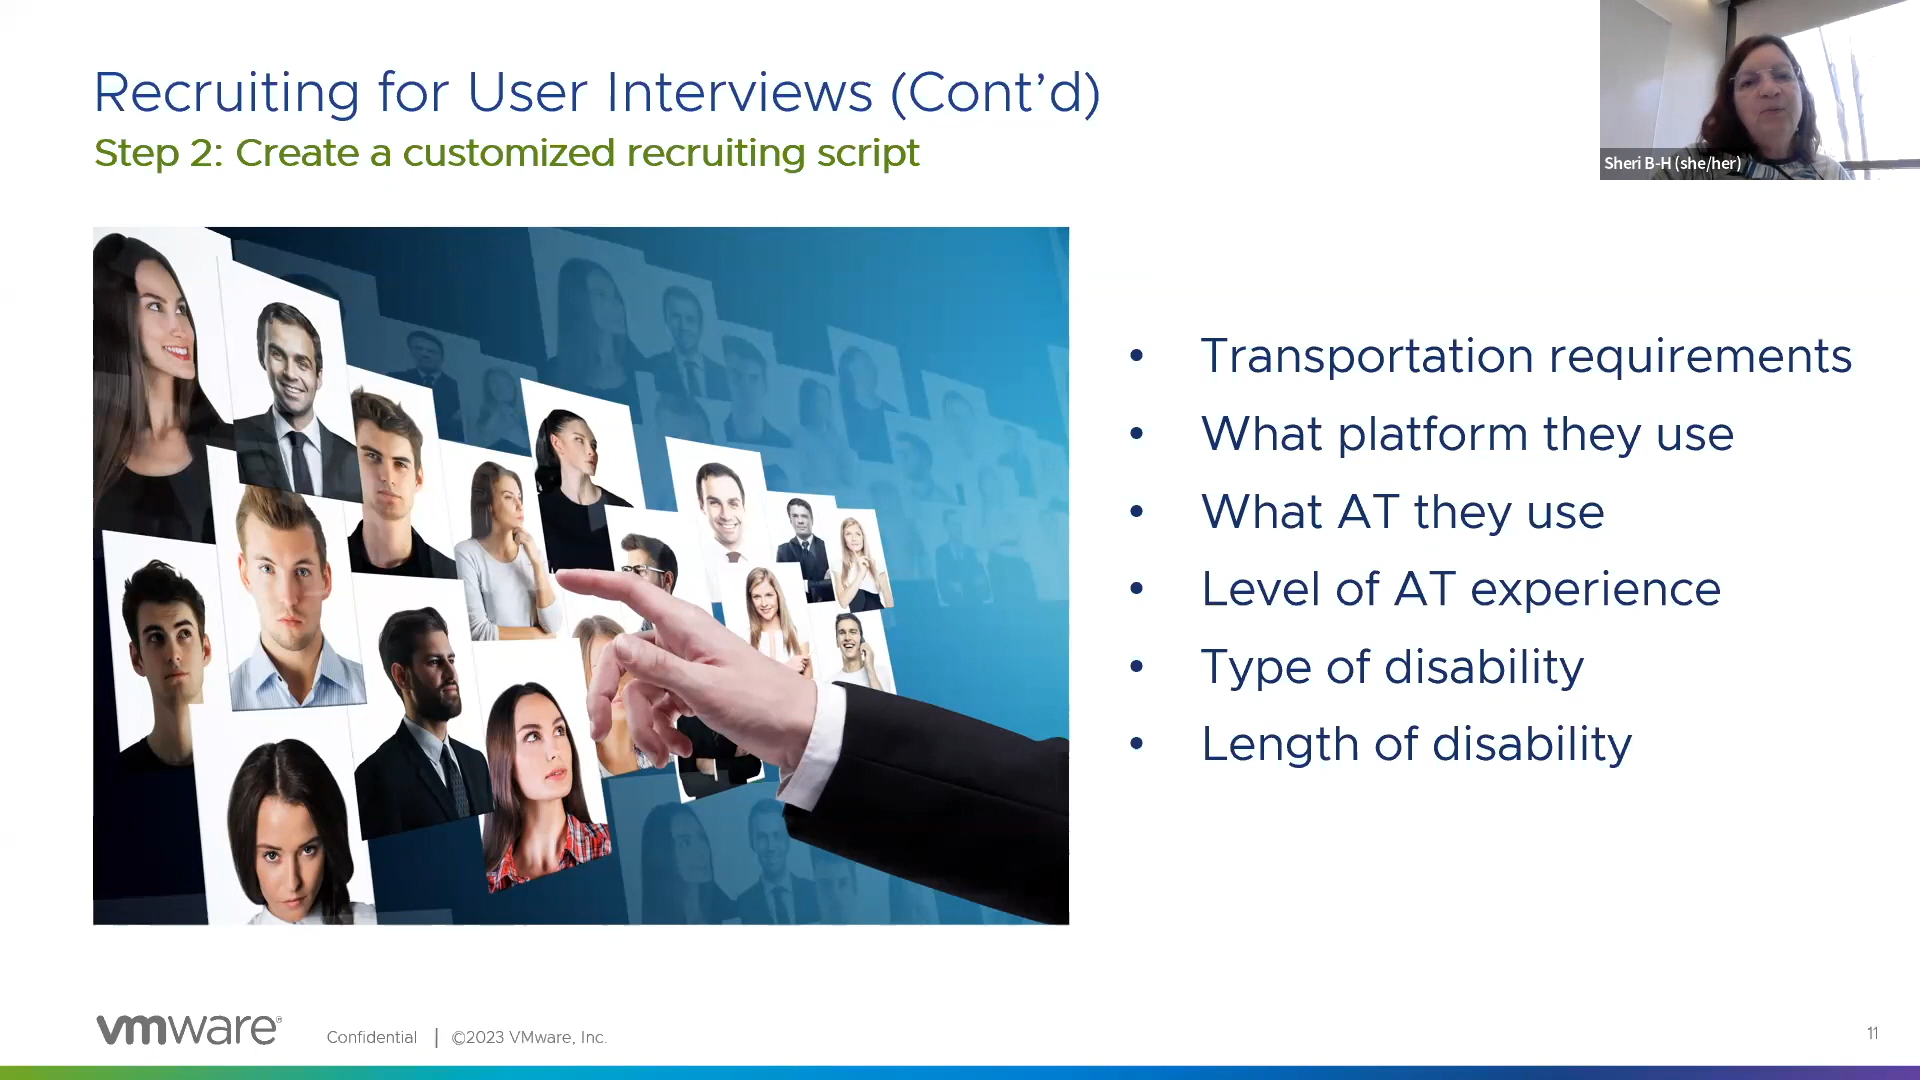 Recruiting for User Interviews (Cont’d)
Step 2: Create a customized recruiting script
Sheri B-H (she/her)
• Transportation requirements
• What platform they use
• What AT they use
• Level of AT experience
• Type of disability
• Length of disability
vmware®
Confidential | ©2023 VMware, Inc.
11